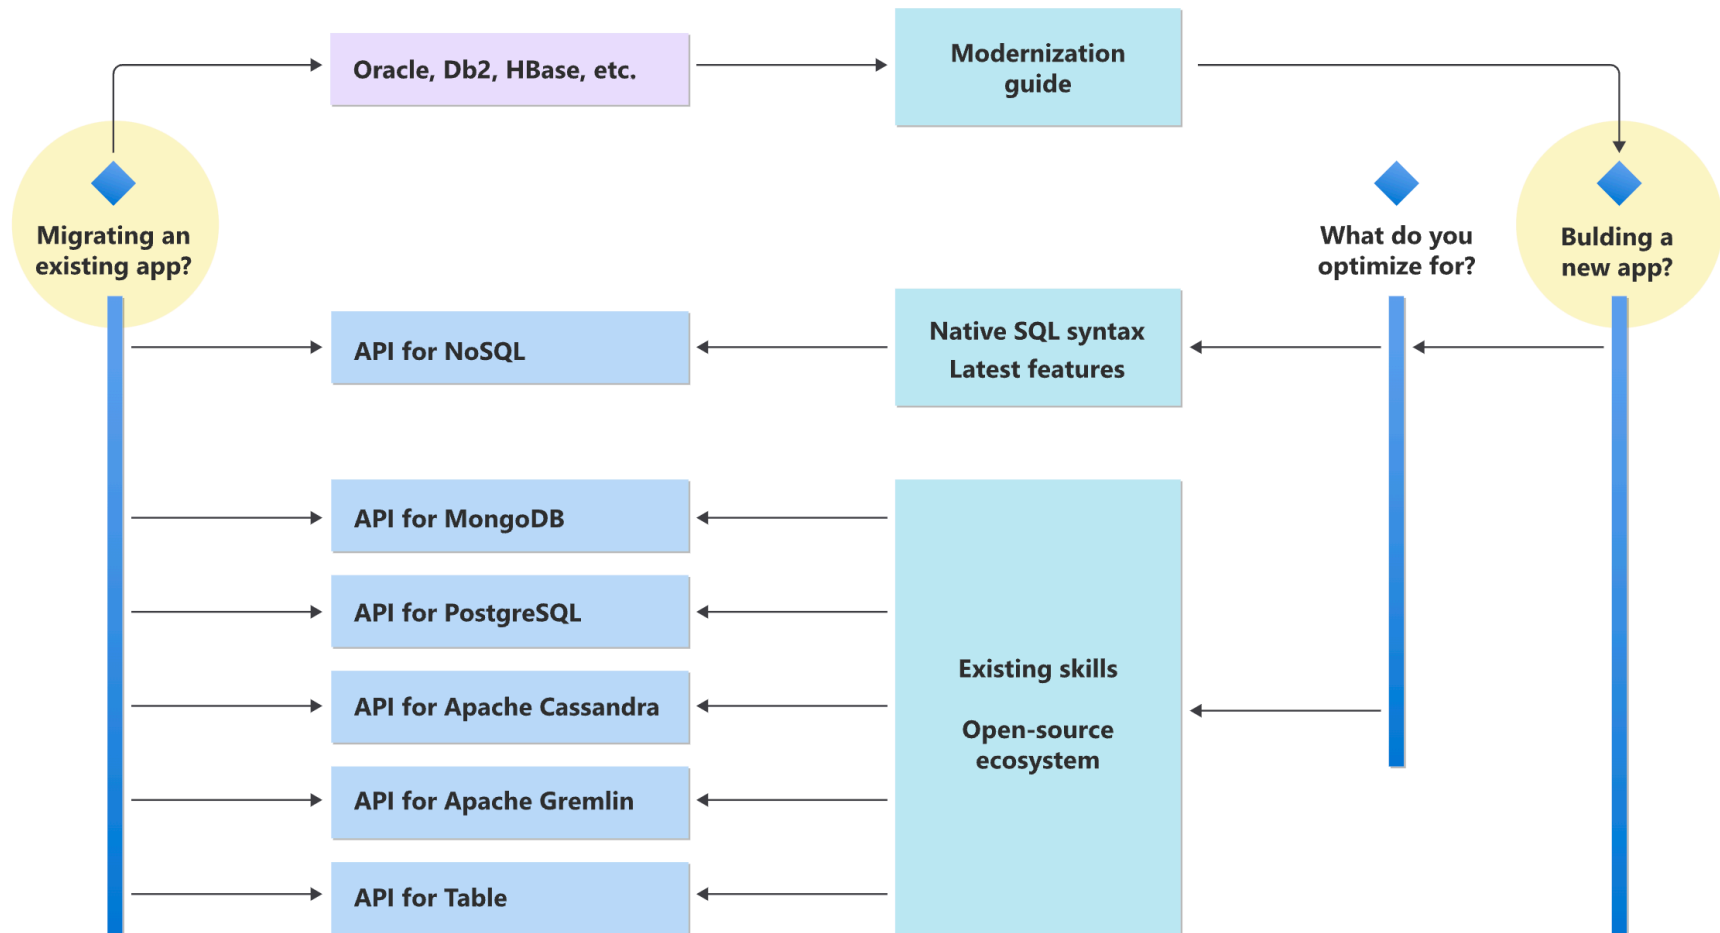 Oracle, Db2, HBase, etc.
Modernization
guide
Migrating an
existing app?
What do you
optimize for?
Bulding a
new app?
API for NoSQL
Native SQL syntax
Latest features
API for MongoDB
API for PostgreSQL
API for Apache Cassandra
API for Apache Gremlin
API for Table
Existing skills
Open-source
ecosystem